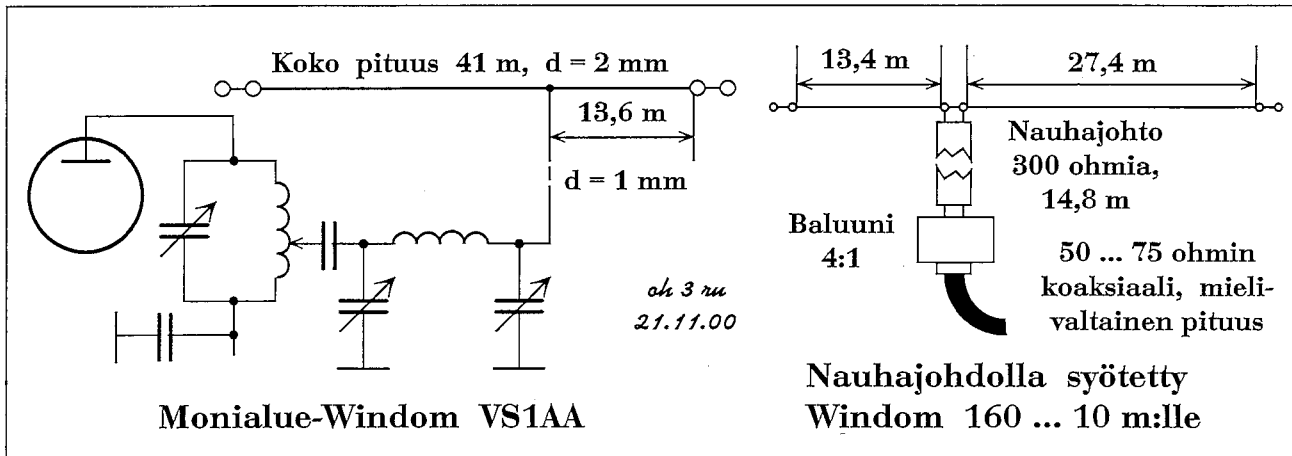 Koko pituus 41 m, d = 2 mm
13,6 m
d = 1 mm
oh 3 ru
21.11.00
Monialue-Windom VS1AA
13,4 m
27,4 m
Nauhajohto
300 ohmia,
14,8 m
Baluuni
4:1
50 ... 75 ohmin
koaksiaali, mieli-
valtainen pituus
Nauhajohdolla syötetty
Windom 160 ... 10 m:lle